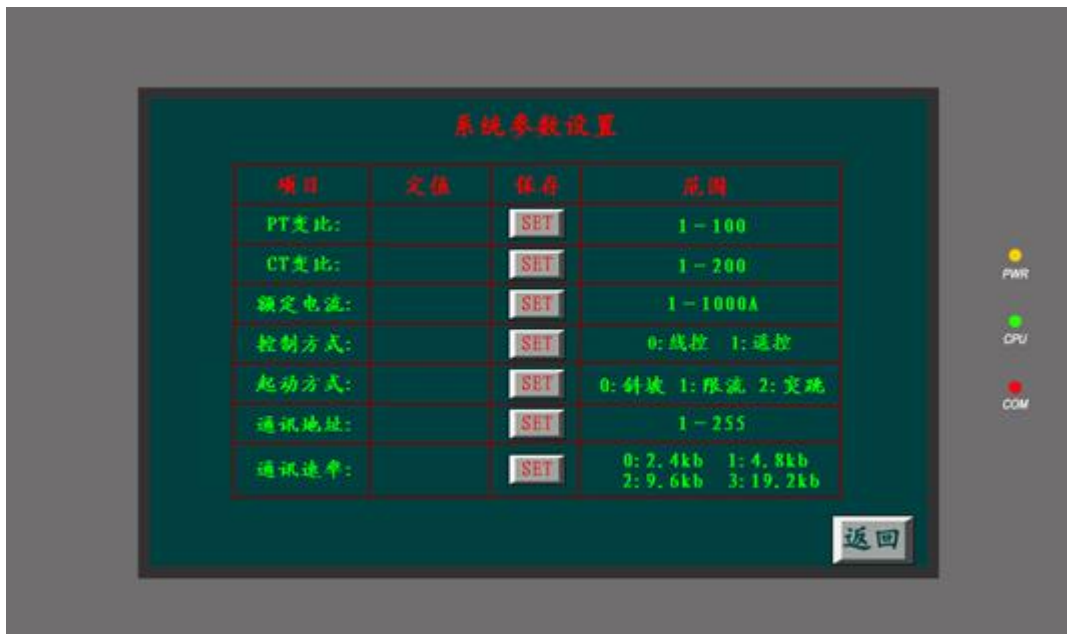 系统参数设置
项目 定值 保存 范围
PT变比: SET 1-100
CT变比: SET 1-200
额定电流: SET 1-1000A
控制方式: SET 0:线控 1:遥控
起动方式: SET 0:斜坡 1:限流 2:突跳
通讯地址: SET 1-255
通讯速率: SET 0:2.4kb 1:4.8kb
2:9.6kb 3:19.2kb
返回
PWR
CPU
COM